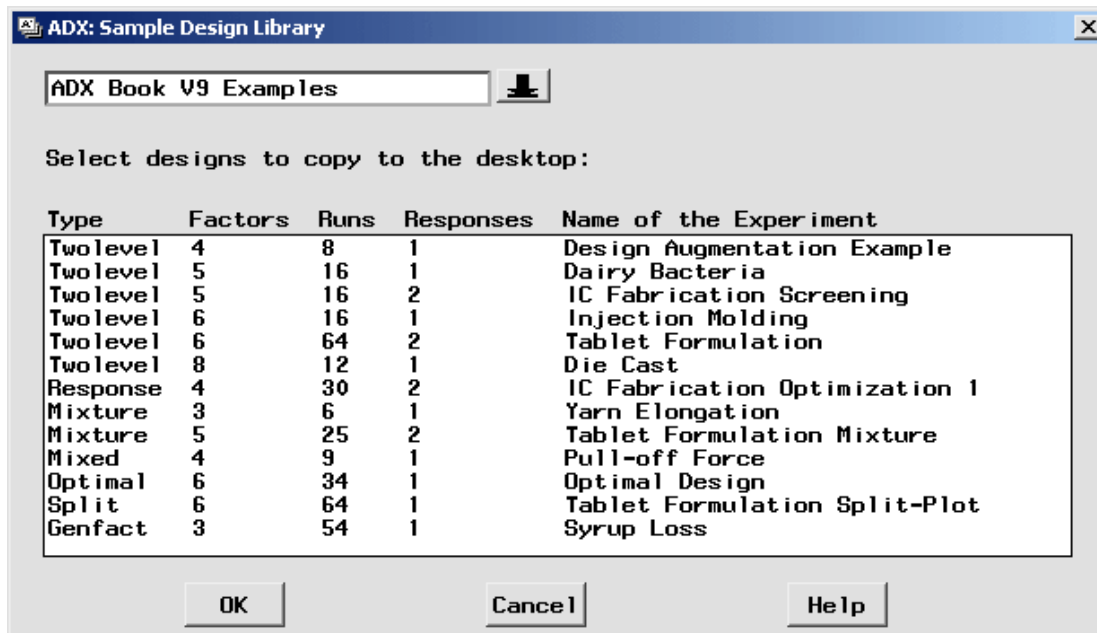 ADX: Sample Design Library
ADX Book V9 Examples
Select designs to copy to the desktop:
Type Factors Runs Responses Name of the Experiment
Twolevel 4 8 1 Design Augmentation Example
Twolevel 5 16 1 Dairy Bacteria
Twolevel 5 16 2 IC Fabrication Screening
Twolevel 6 16 1 Injection Molding
Twolevel 6 64 2 Tablet Formulation
Twolevel 8 12 1 Die Cast
Response 4 30 2 IC Fabrication Optimization 1
Mixture 3 6 1 Yarn Elongation
Mixture 5 25 2 Tablet Formulation Mixture
Mixed 4 9 1 Pull-off Force
Optimal 6 34 1 Optimal Design
Split 6 64 1 Tablet Formulation Split-Plot
Genfact 3 54 1 Syrup Loss
OK Cancel Help